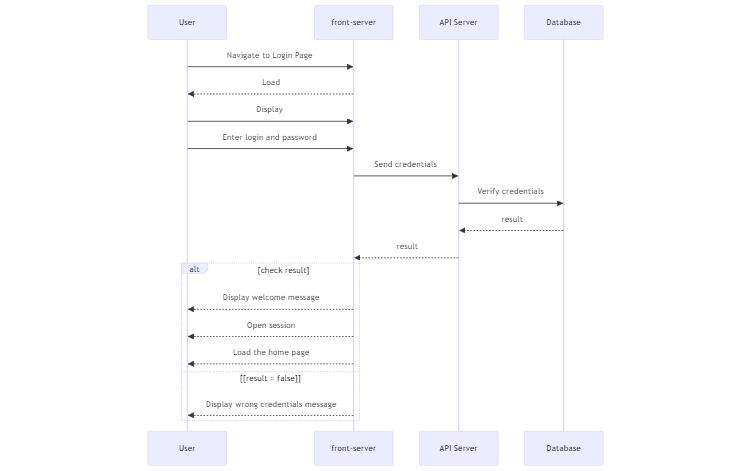 User front-server API Server Database
Navigate to Login Page
Load
Display
Enter login and password
Send credentials
Verify credentials
result
result
alt [check result]
Display welcome message
Open session
Load the home page
[[result = false]]
Display wrong credentials message
User front-server API Server Database